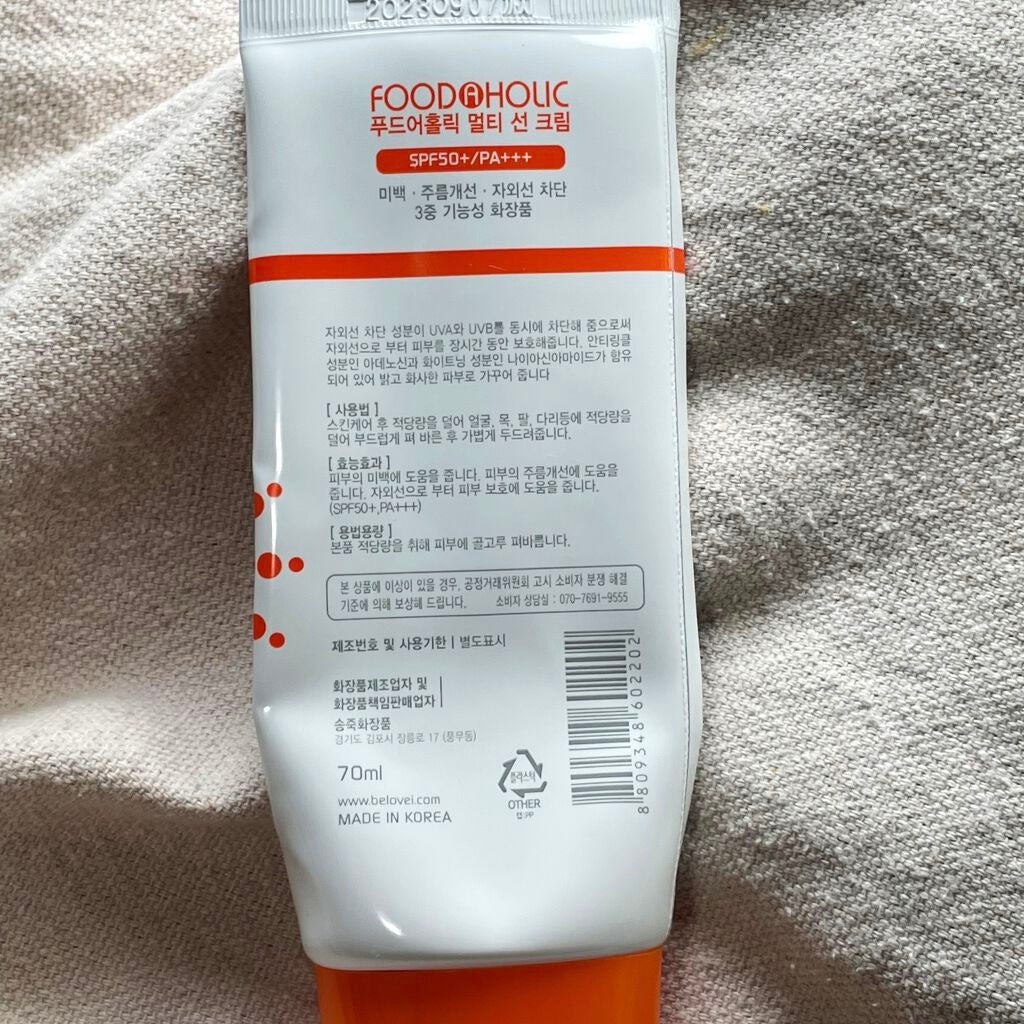 20230907
FOODAHOLIC
푸드어홀릭 멀티 선 크림
SPF50+/PA+++
미백 · 주름개선 · 자외선 차단
3중 기능성 화장품
자외선 차단 성분이 UVA와 UVB를 동시에 차단해 줌으로써
자외선으로 부터 피부를 장시간 동안 보호해줍니다. 안티링클
성분인 아데노신과 화이트닝 성분인 나이아신아마이드가 함유
되어 있어 밝고 화사한 피부로 가꾸어 줍니다
[ 사용법 ]
스킨케어 후 적당량을 덜어 얼굴, 목, 팔, 다리등에 적당량을
덜어 부드럽게 펴 바른 후 가볍게 두드려줍니다.
[ 효능효과 ]
피부의 미백에 도움을 줍니다. 피부의 주름개선에 도움을
줍니다. 자외선으로 부터 피부 보호에 도움을 줍니다.
(SPF50+,PA+++)
[ 용법용량 ]
본품 적당량을 취해 피부에 골고루 펴바릅니다.
본 상품에 이상이 있을 경우, 공정거래위원회 고시 소비자 분쟁 해결
기준에 의해 보상해 드립니다. 소비자 상담실 : 070-7691-9555
제조번호 및 사용기한 | 별도표시
화장품제조업자 및
화장품책임판매업자
송죽화장품
경기도 김포시 장릉로 17 (풍무동)
70ml
www.belovei.com
MADE IN KOREA
플라스틱
OTHER
캡:PP
8809348602202